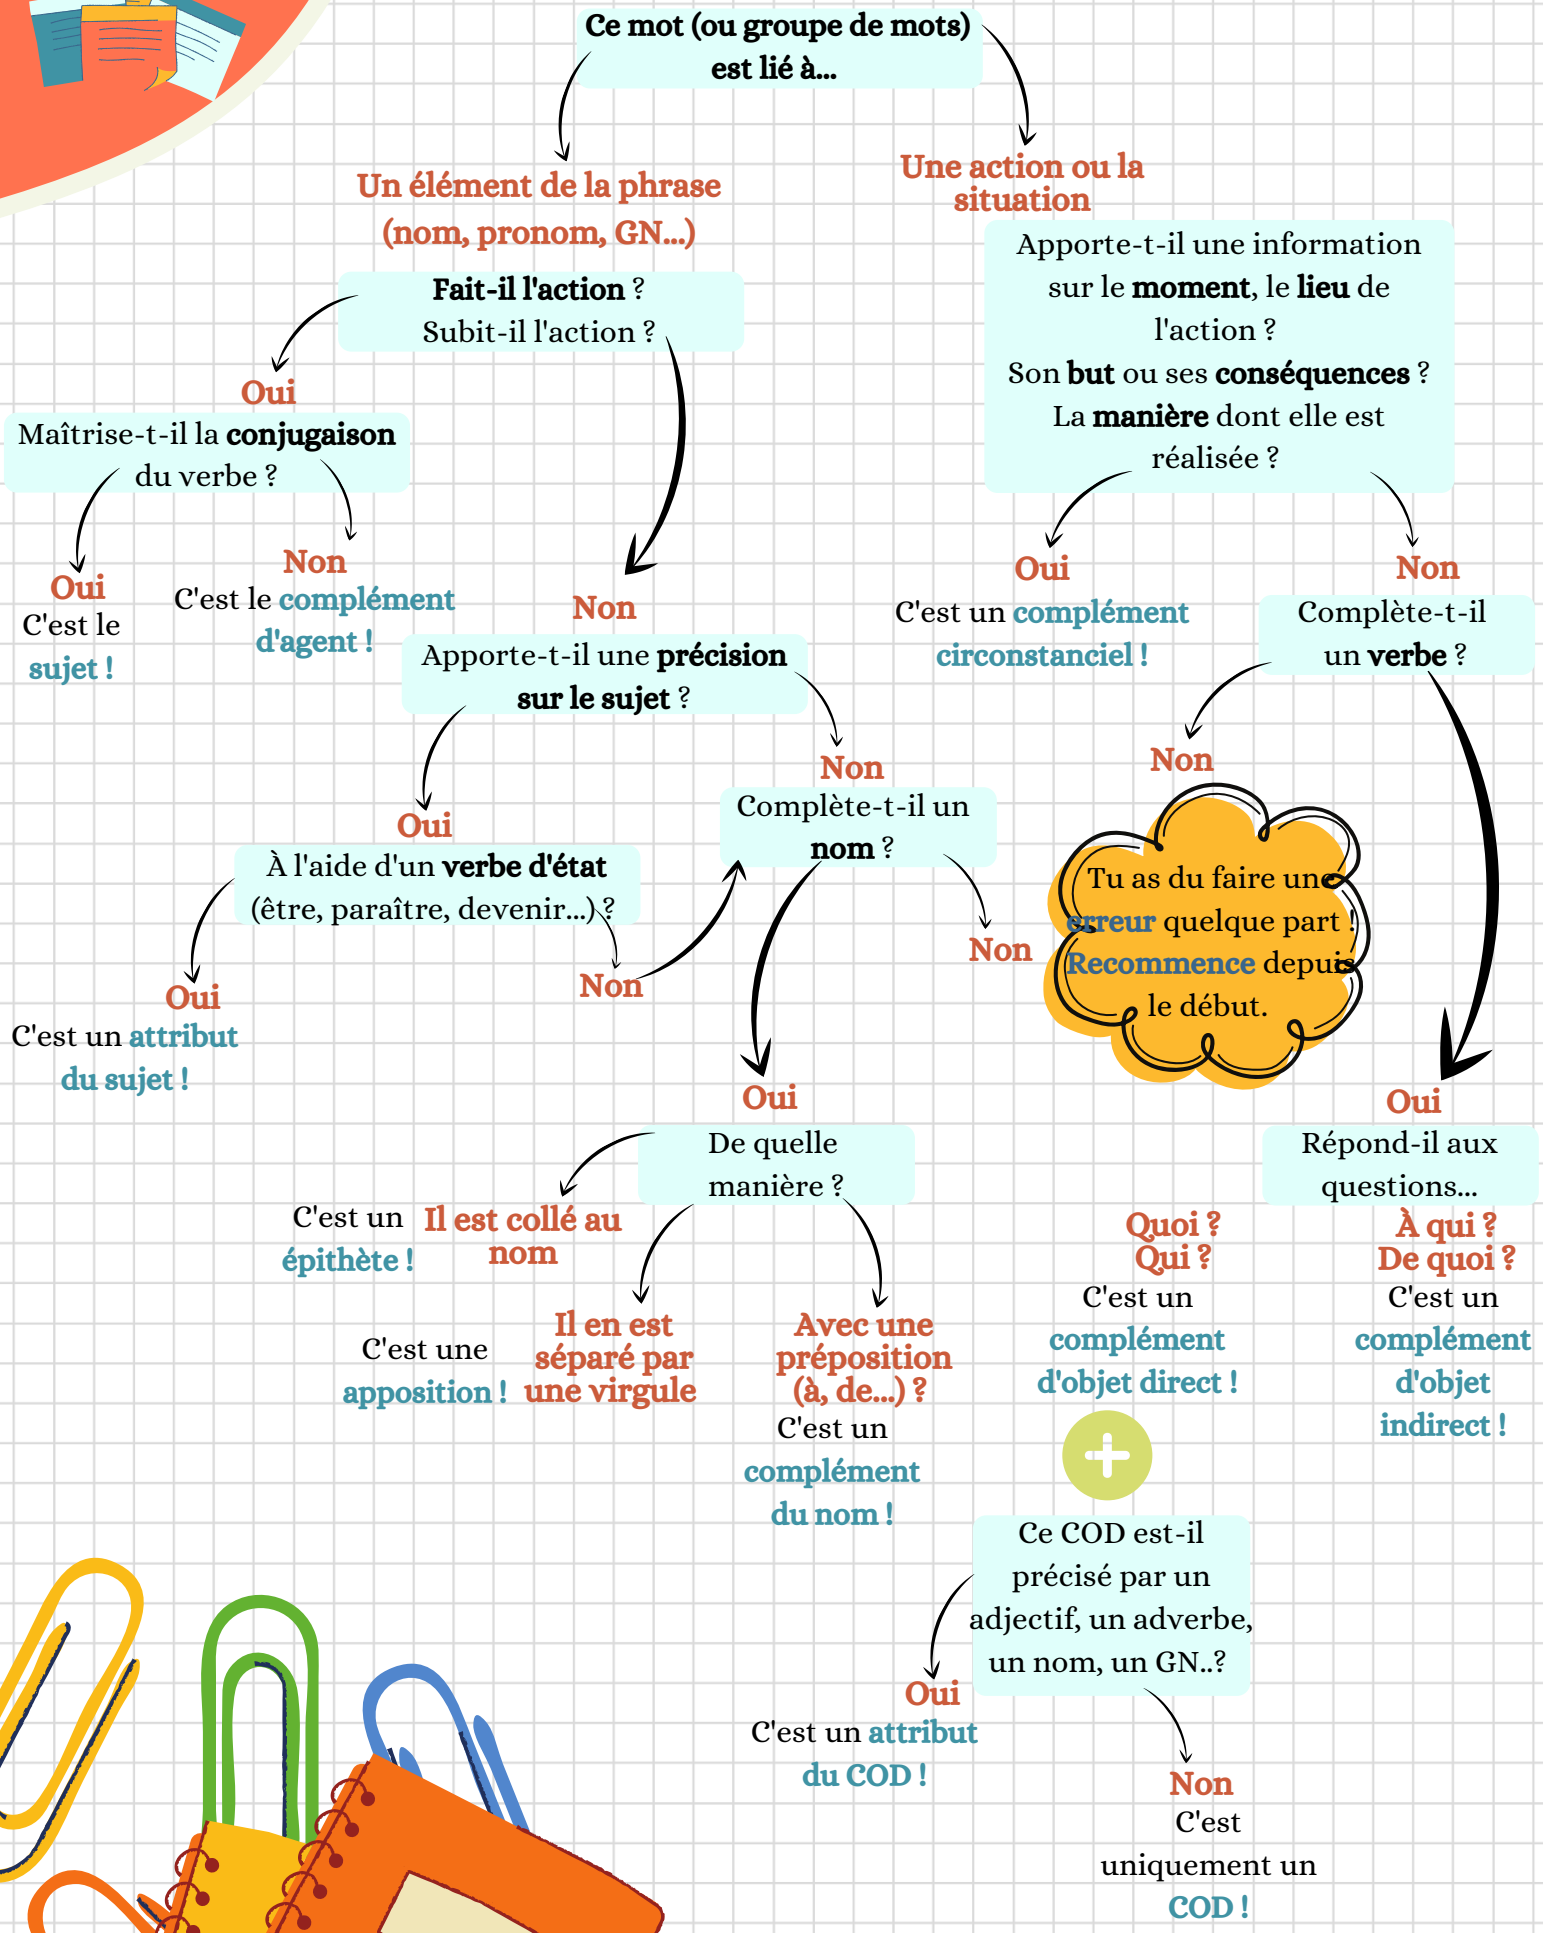 Ce mot (ou groupe de mots)
est lié à...
Un élément de la phrase
(nom, pronom, GN...)
Fait-il l'action ?
Subit-il l'action ?
Oui
Maîtrise-t-il la conjugaison
du verbe ?
Oui
C'est le
sujet !
Non
C'est le complément
d'agent !
Non
Apporte-t-il une précision
sur le sujet ?
Oui
À l'aide d'un verbe d'état
(être, paraître, devenir...) ?
Oui
C'est un attribut
du sujet !
Non
Non
Complète-t-il un
nom ?
Non
Oui
De quelle
manière ?
Il est collé au
nom
C'est un
épithète !
Il en est
séparé par
une virgule
C'est une
apposition !
Avec une
préposition
(à, de...) ?
C'est un
complément
du nom !
Une action ou la
situation
Apporte-t-il une information
sur le moment, le lieu de
l'action ?
Son but ou ses conséquences ?
La manière dont elle est
réalisée ?
Oui
C'est un complément
circonstanciel !
Non
Complète-t-il
un verbe ?
Non
Tu as du faire une
erreur quelque part !
Recommence depuis
le début.
Oui
Répond-il aux
questions...
Quoi ?
Qui ?
C'est un
complément
d'objet direct !
À qui ?
De quoi ?
C'est un
complément
d'objet
indirect !
Ce COD est-il
précisé par un
adjectif, un adverbe,
un nom, un GN..?
Oui
C'est un attribut
du COD !
Non
C'est
uniquement un
COD !